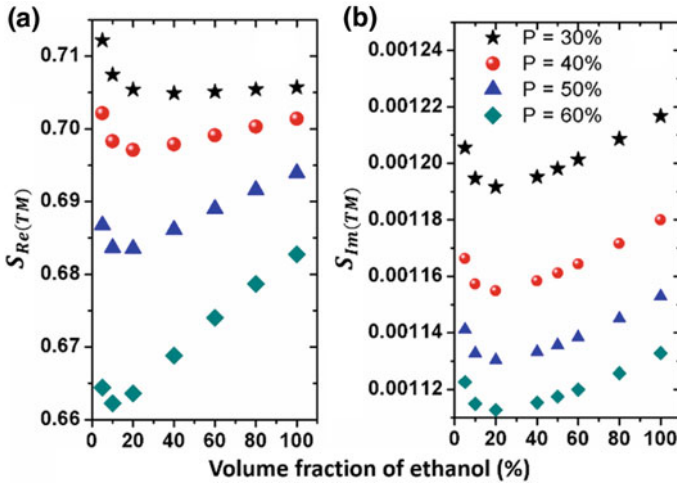 (a)
0.71
0.70
0.69
0.68
0.67
0.66
S_Re(TM)
0 20 40 60 80 100
(b)
P = 30%
P = 40%
P = 50%
P = 60%
0.00124
0.00122
0.00120
0.00118
0.00116
0.00114
0.00112
S_Im(TM)
0 20 40 60 80 100
Volume fraction of ethanol (%)